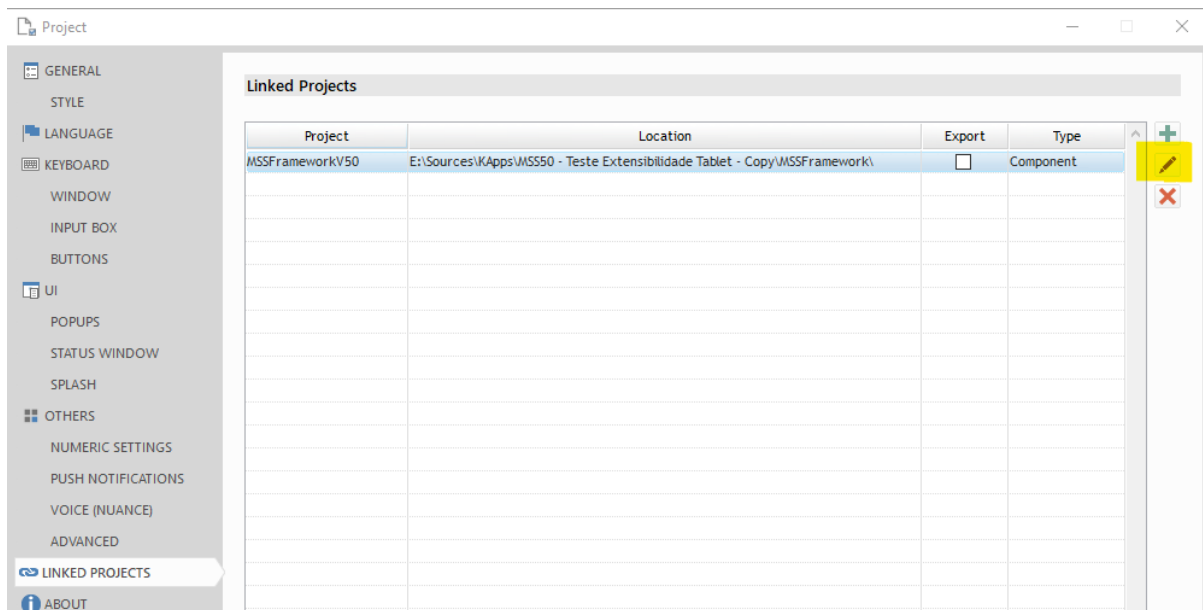 Project
GENERAL
STYLE
LANGUAGE
KEYBOARD
WINDOW
INPUT BOX
BUTTONS
UI
POPUPS
STATUS WINDOW
SPLASH
OTHERS
NUMERIC SETTINGS
PUSH NOTIFICATIONS
VOICE (NUANCE)
ADVANCED
LINKED PROJECTS
ABOUT
Linked Projects
Project Location Export Type
MSSFrameworkV50 E:\Sources\KApps\MSS50 - Teste Extensibilidade Tablet - Copy\MSSFramework\ Component